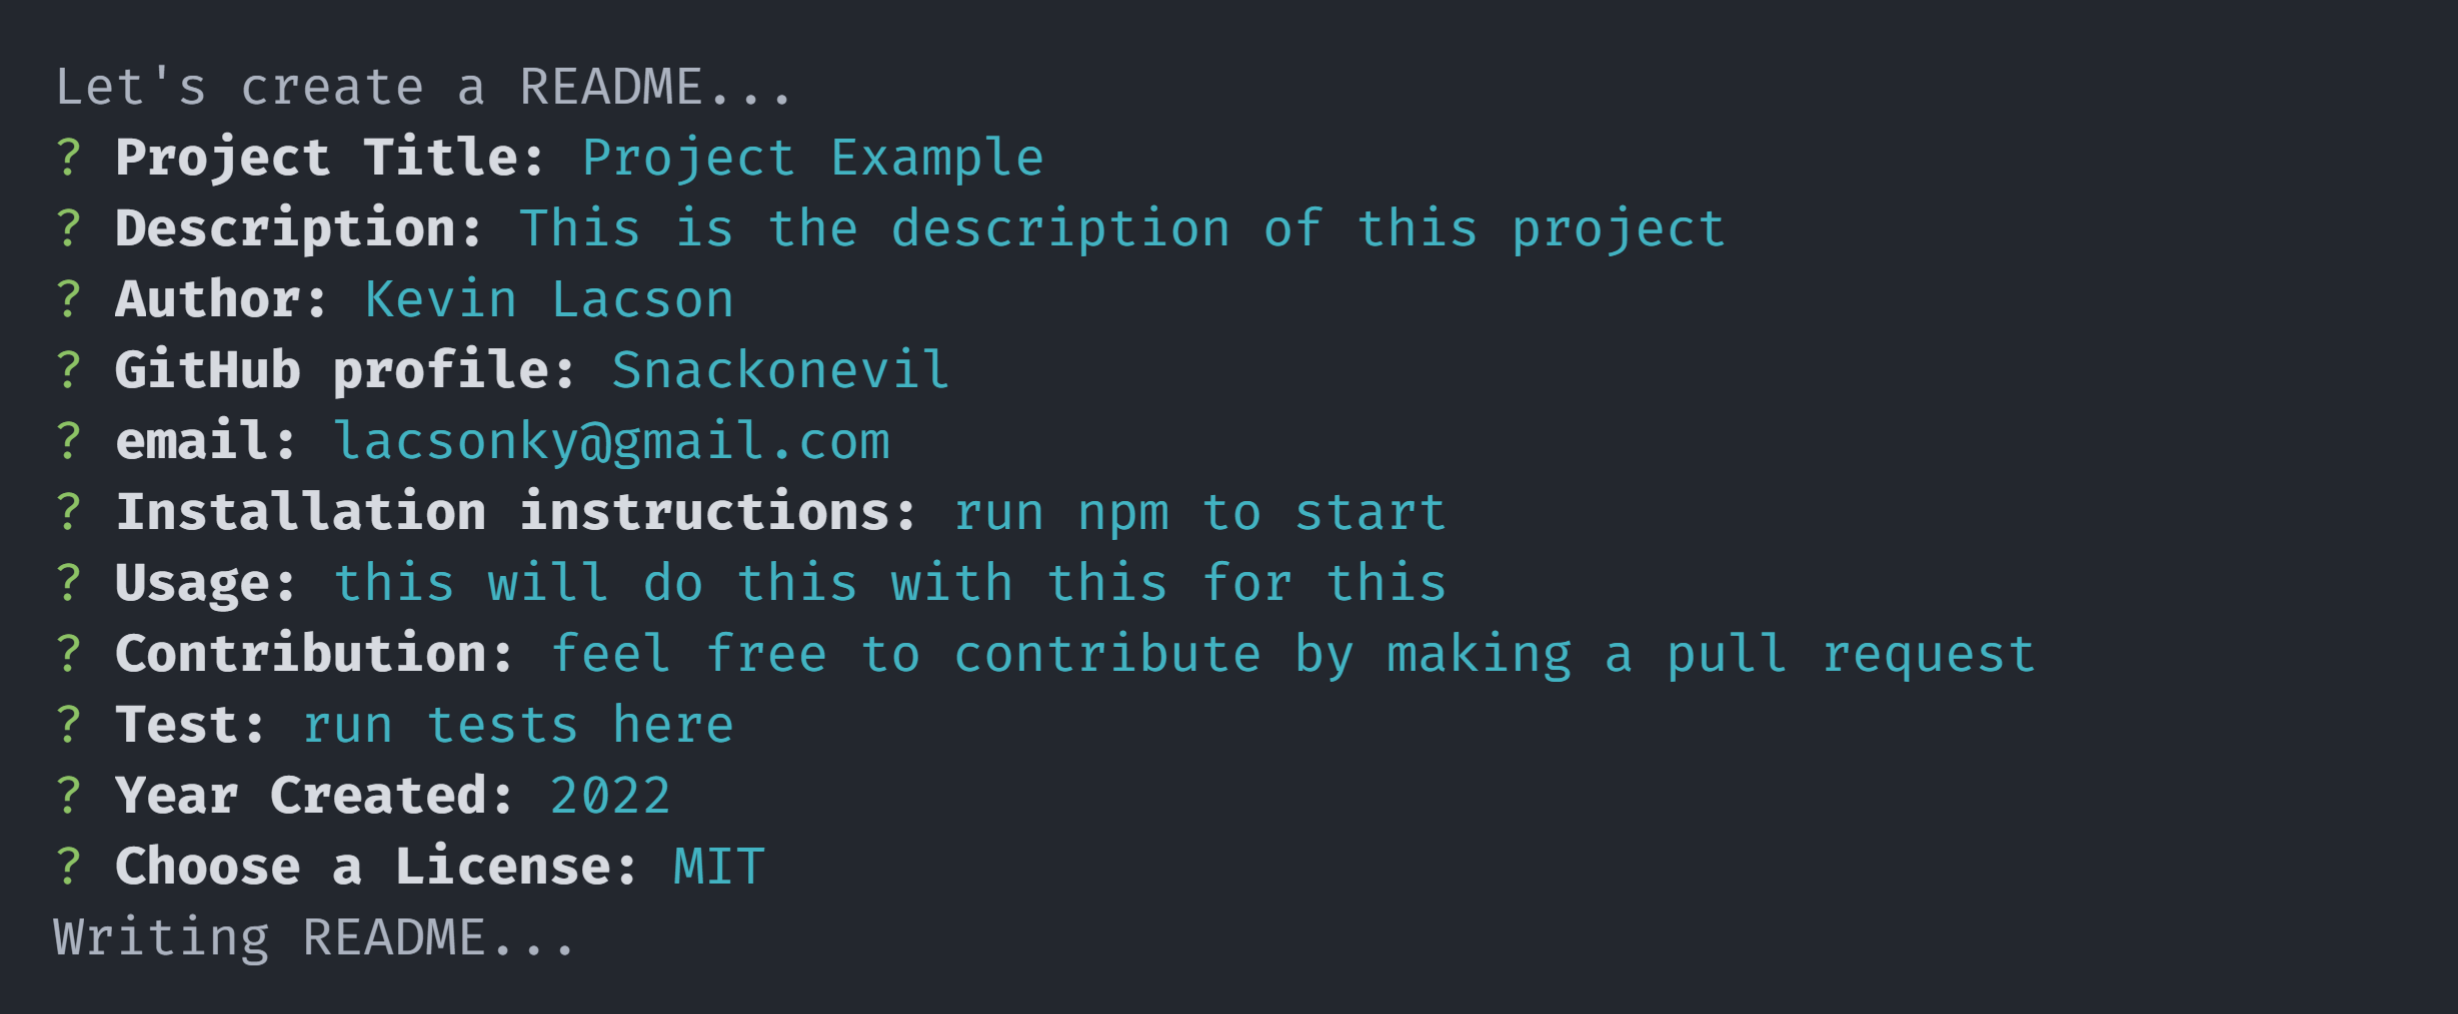 Let's create a README...
? Project Title: Project Example
? Description: This is the description of this project
? Author: Kevin Lacson
? GitHub profile: Snackonevil
? email: lacsonky@gmail.com
? Installation instructions: run npm to start
? Usage: this will do this with this for this
? Contribution: feel free to contribute by making a pull request
? Test: run tests here
? Year Created: 2022
? Choose a License: MIT
Writing README...